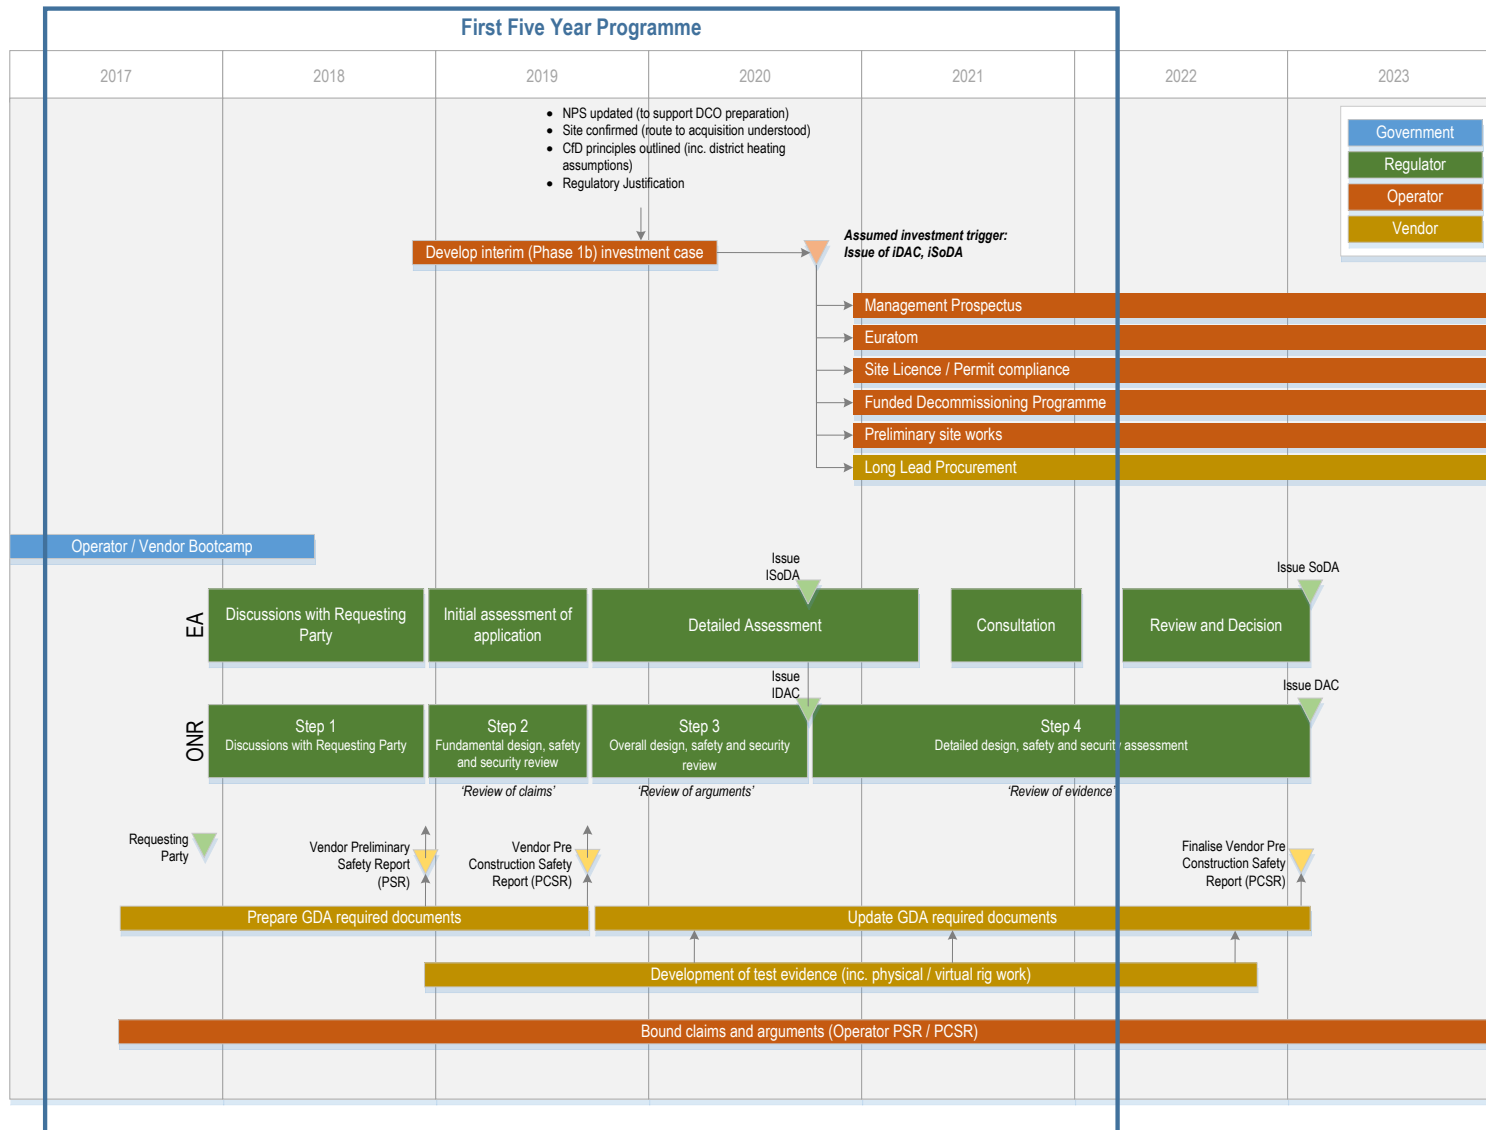 First Five Year Programme
2017
2018
2019
2020
2021
2022
2023
• NPS updated (to support DCO preparation)
• Site confirmed (route to acquisition understood)
• CfD principles outlined (inc. district heating
assumptions)
• Regulatory Justification
Government
Regulator
Operator
Vendor
Develop interim (Phase 1b) investment case
Assumed investment trigger:
Issue of iDAC, iSoDA
Management Prospectus
Euratom
Site Licence / Permit compliance
Funded Decommissioning Programme
Preliminary site works
Long Lead Procurement
Operator / Vendor Bootcamp
Issue
ISoDA
Issue SoDA
EA
Discussions with Requesting
Party
Initial assessment of
application
Detailed Assessment
Consultation
Review and Decision
Issue
IDAC
Issue DAC
ONR
Step 1
Discussions with Requesting Party
Step 2
Fundamental design, safety
and security review
Step 3
Overall design, safety and security
review
Step 4
Detailed design, safety and security assessment
‘Review of claims’
‘Review of arguments’
‘Review of evidence’
Requesting
Party
Vendor Preliminary
Safety Report
(PSR)
Vendor Pre
Construction Safety
Report (PCSR)
Finalise Vendor Pre
Construction Safety
Report (PCSR)
Prepare GDA required documents
Update GDA required documents
Development of test evidence (inc. physical / virtual rig work)
Bound claims and arguments (Operator PSR / PCSR)